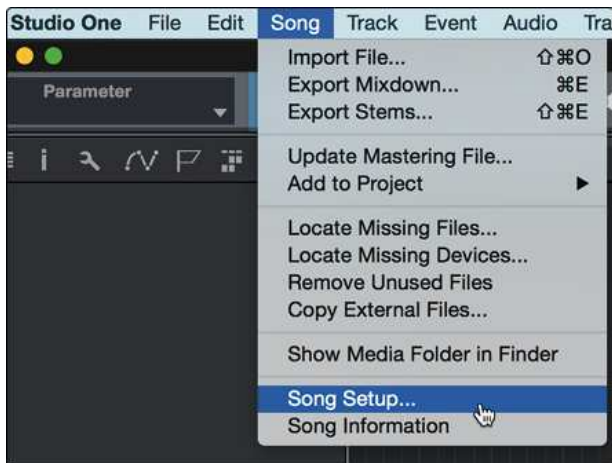 Studio One File Edit Song Track Event Audio Tra
Parameter
Import File... ⇧⌘O
Export Mixdown... ⌘E
Export Stems... ⇧⌘E
Update Mastering File...
Add to Project
Locate Missing Files...
Locate Missing Devices...
Remove Unused Files
Copy External Files...
Show Media Folder in Finder
Song Setup...
Song Information